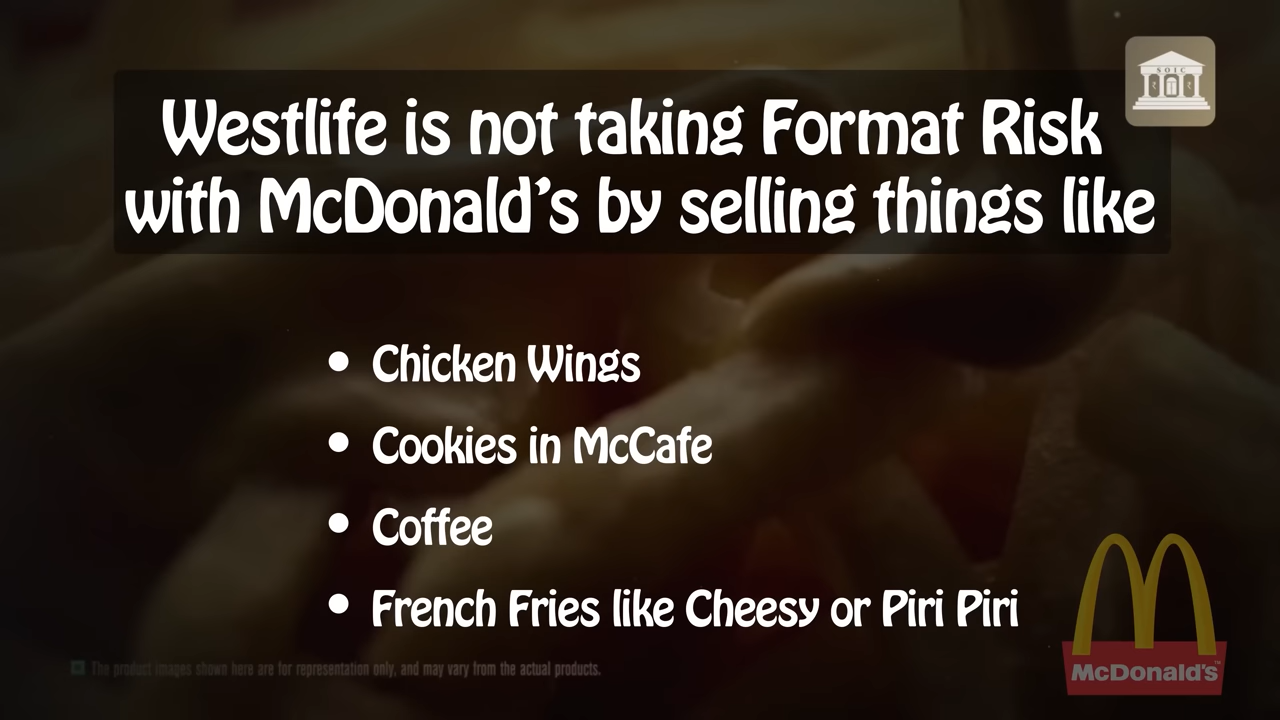 SOIC
Westlife is not taking Format Risk
with McDonald's by selling things like
• Chicken Wings
• Cookies in McCafe
• Coffee
• French Fries like Cheesy or Piri Piri
The product images shown here are for representation only, and may vary from the actual products.
McDonald's™